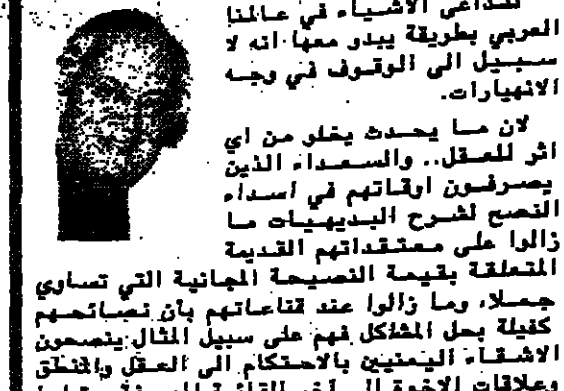 تتداعى الاشياء في عالمنا
العربي بطريقة يبدو معها انه لا
سبيل الى الوقوف في وجه
الانهيارات.
لان ما يحدث يخلو من اي
اثر للعقل.. والسعداء الذين
يصرفون اوقاتهم في اسداء
النصح لشرح البديهيات ما
زالوا على معتقداتهم القديمة
المتعلقة بقيمة النصيحة المجانية التي تساوي
جملا، وما زالوا عند قناعاتهم بان نصائحهم
كفيلة بحل المشاكل فهم على سبيل المثال ينصحون
الاشقاء اليمنيين بالاحتكام الى العقل والمنطق
وعلاقات الاخوة الى آخر القائمة